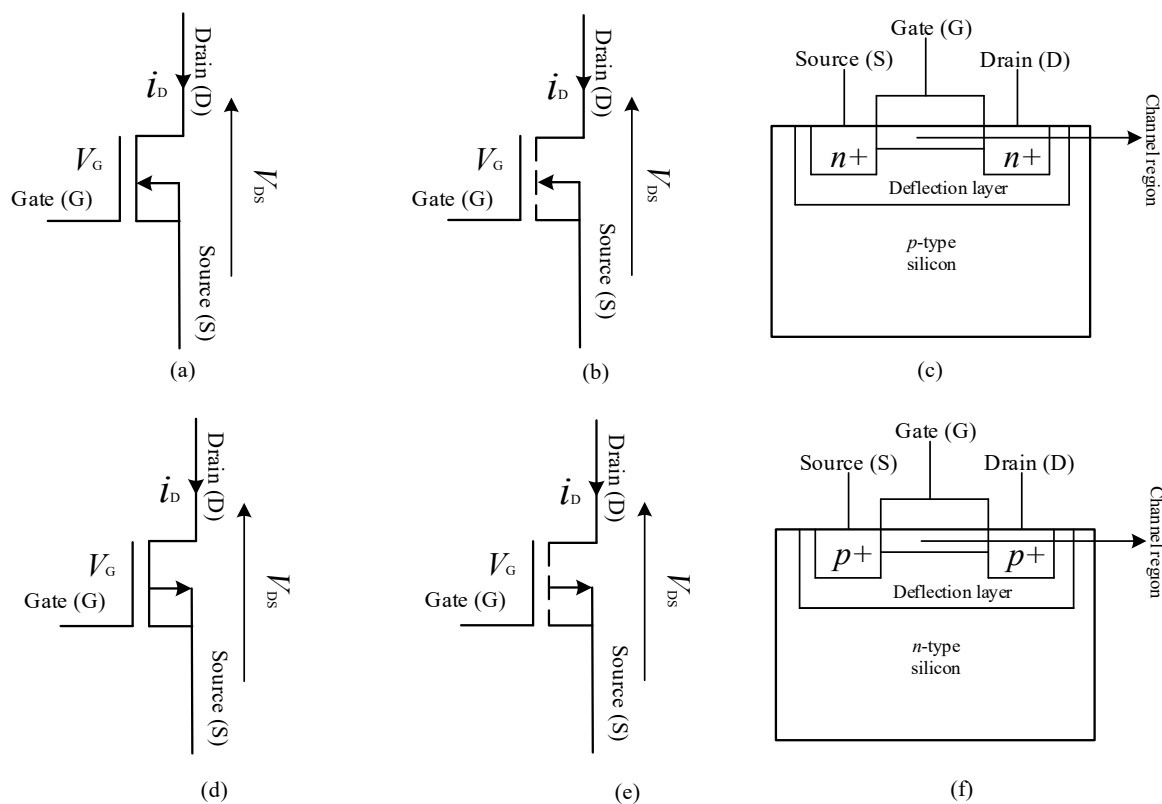 Drain (D)
i_D
V_G
V_DS
Gate (G)
Source (S)
(a)
Drain (D)
i_D
V_G
V_DS
Gate (G)
Source (S)
(b)
Gate (G)
Source (S)
Drain (D)
Channel region
n+
n+
Deflection layer
p-type
silicon
(c)
Drain (D)
i_D
V_G
V_DS
Gate (G)
Source (S)
(d)
Drain (D)
i_D
V_G
V_DS
Gate (G)
Source (S)
(e)
Gate (G)
Source (S)
Drain (D)
Channel region
p+
p+
Deflection layer
n-type
silicon
(f)